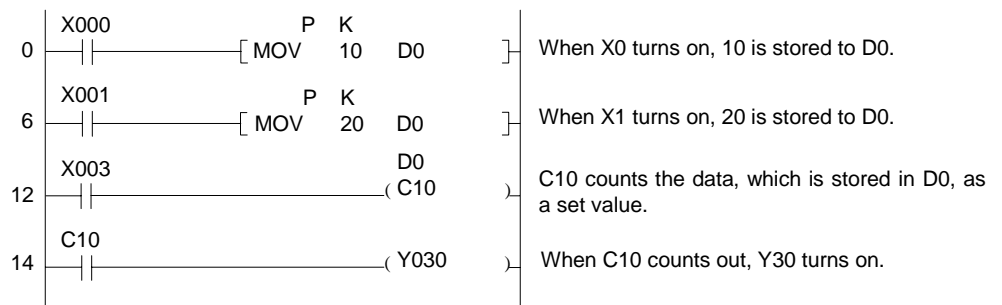 X000 P K
0 [ MOV 10 D0 ] When X0 turns on, 10 is stored to D0.
X001 P K
6 [ MOV 20 D0 ] When X1 turns on, 20 is stored to D0.
X003 D0
12 ( C10 ) C10 counts the data, which is stored in D0, as
a set value.
C10
14 ( Y030 ) When C10 counts out, Y30 turns on.